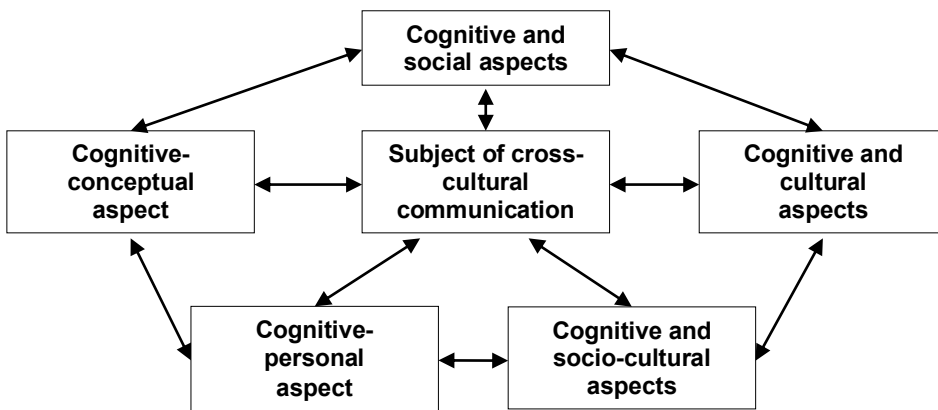 Cognitive and
social aspects
Cognitive-
conceptual
aspect
Subject of cross-
cultural
communication
Cognitive and
cultural
aspects
Cognitive-
personal
aspect
Cognitive and
socio-cultural
aspects